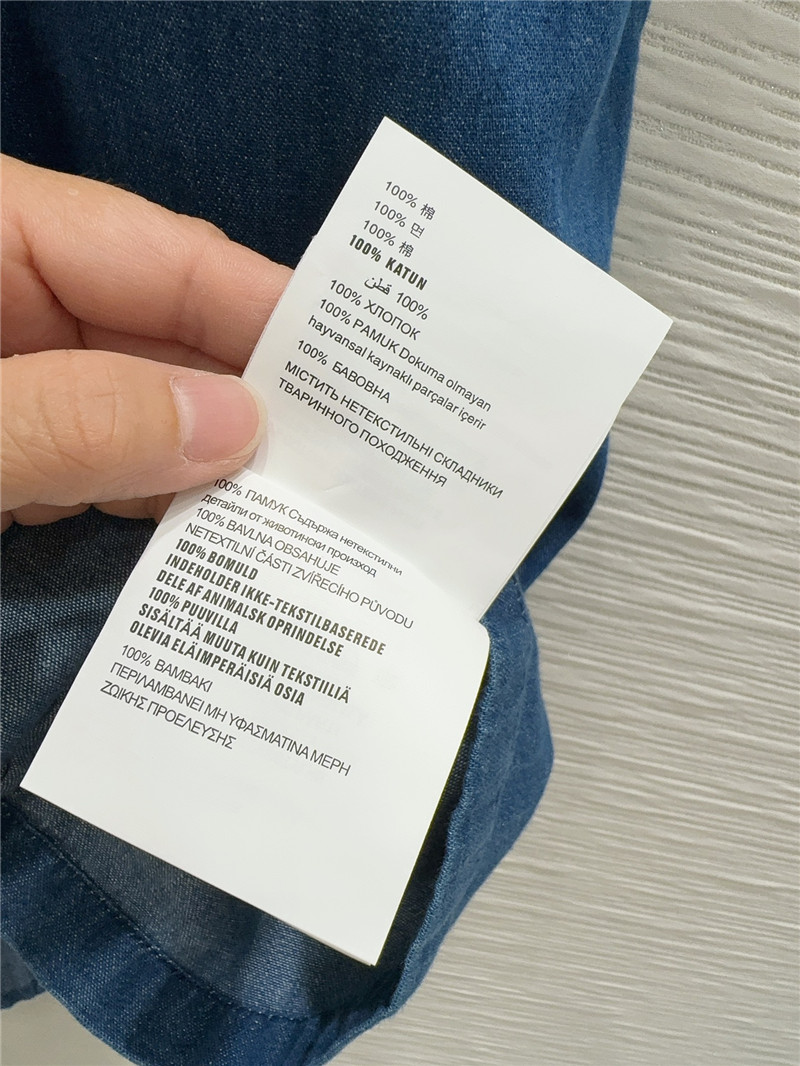 100% 棉
100% 면
100% 棉
100% KATUN
100% قطن
100% ХЛОПОК
100% PAMUK Dokuma olmayan
hayvansal kaynaklı parçalar içerir
100% БАВОВНА
МІСТИТЬ НЕТЕКСТИЛЬНІ СКЛАДНИКИ
ТВАРИННОГО ПОХОДЖЕННЯ
100% ПАМУК Съдържа нетекстилни
детайли от животински произход
100% BAVLNA OBSAHUJE
NETEXTILNÍ ČÁSTI ZVÍŘECÍHO PŮVODU
100% BOMULD
INDEHOLDER IKKE-TEKSTILBASEREDE
DELE AF ANIMALSK OPRINDELSE
100% PUUVILLA
SISÄLTÄÄ MUUTA KUIN TEKSTIILIÄ
OLEVIA ELÄIMPERÄISIÄ OSIA
100% ΒΑΜΒΑΚΙ
ΠΕΡΙΛΑΜΒΑΝΕΙ ΜΗ ΥΦΑΣΜΑΤΙΝΑ ΜΕΡΗ
ΖΩΙΚΗΣ ΠΡΟΕΛΕΥΣΗΣ